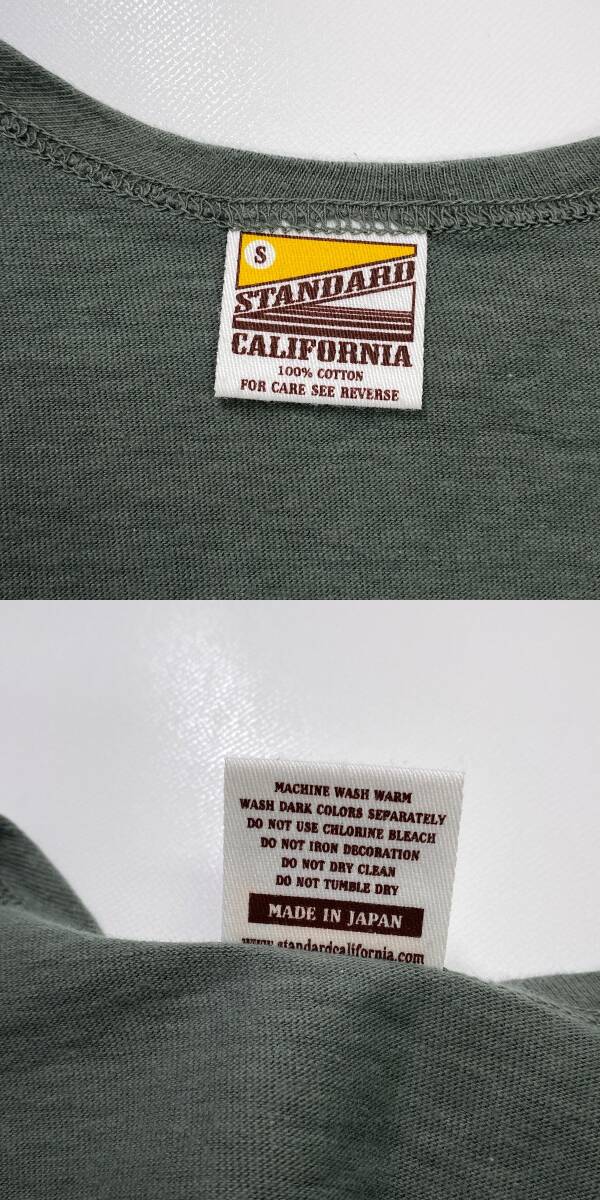 S
STANDARD
CALIFORNIA
100% COTTON
FOR CARE SEE REVERSE
MACHINE WASH WARM
WASH DARK COLORS SEPARATELY
DO NOT USE CHLORINE BLEACH
DO NOT IRON DECORATION
DO NOT DRY CLEAN
DO NOT TUMBLE DRY
MADE IN JAPAN
www.standardcalifornia.com